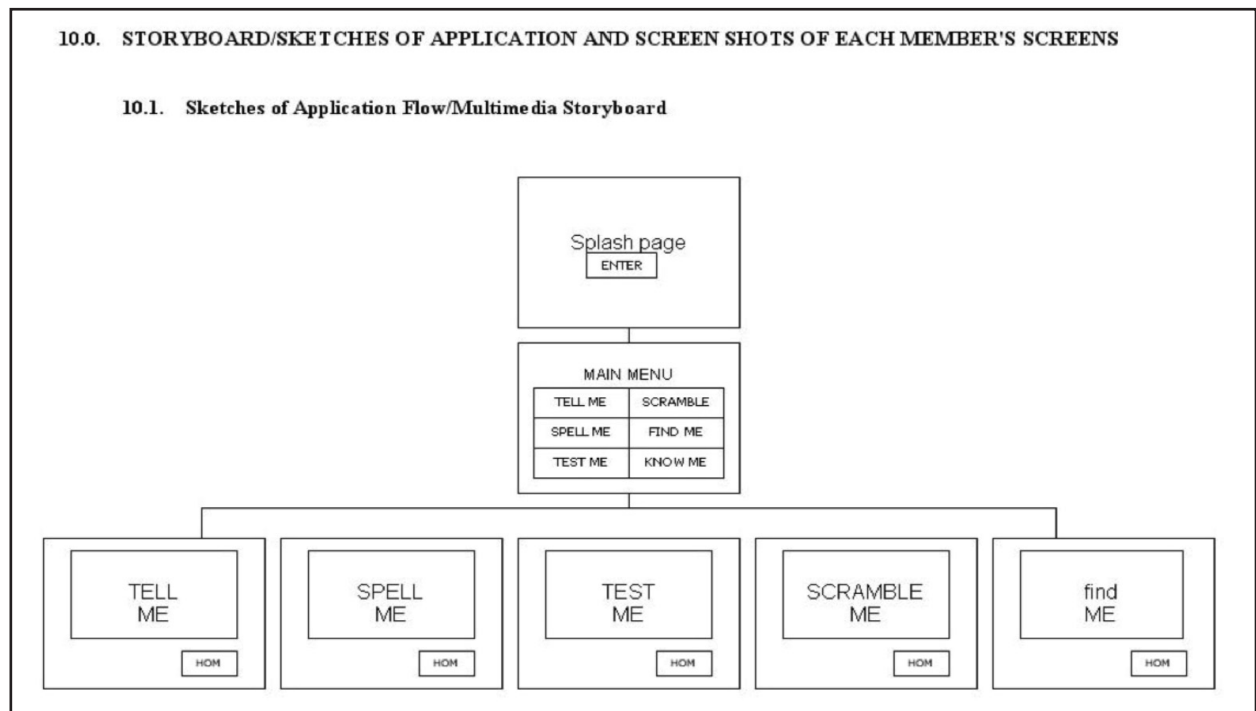 10.0. STORYBOARD/SKETCHES OF APPLICATION AND SCREEN SHOTS OF EACH MEMBER'S SCREENS
10.1. Sketches of Application Flow/Multimedia Storyboard
Splash page
ENTER
MAIN MENU
TELL ME SCRAMBLE
SPELL ME FIND ME
TEST ME KNOW ME
TELL
ME
HOM
SPELL
ME
HOM
TEST
ME
HOM
SCRAMBLE
ME
HOM
find
ME
HOM